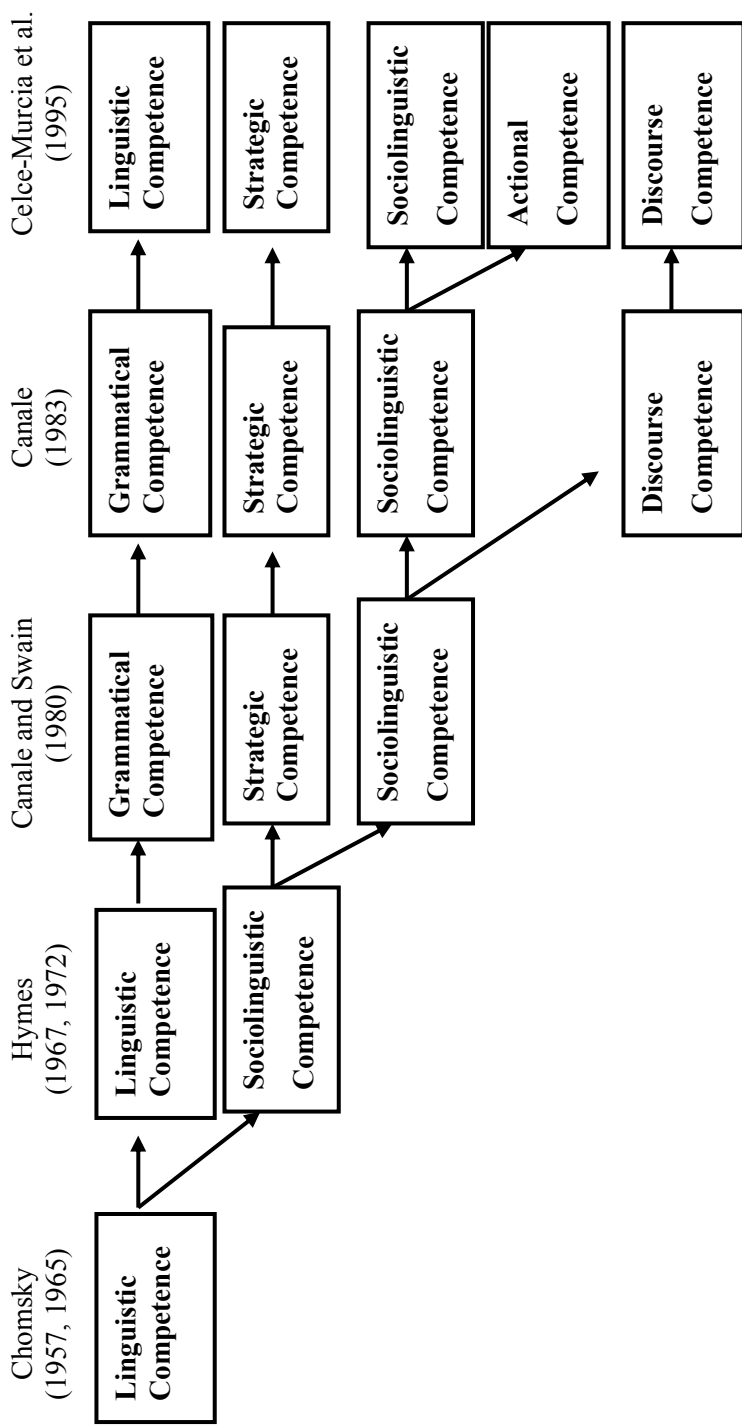 Chomsky
(1957, 1965)
Hymes
(1967, 1972)
Canale and Swain
(1980)
Canale
(1983)
Celce-Murcia et al.
(1995)
Linguistic
Competence
Linguistic
Competence
Grammatical
Competence
Grammatical
Competence
Linguistic
Competence
Sociolinguistic
Competence
Strategic
Competence
Strategic
Competence
Strategic
Competence
Sociolinguistic
Competence
Sociolinguistic
Competence
Sociolinguistic
Competence
Actional
Competence
Discourse
Competence
Discourse
Competence